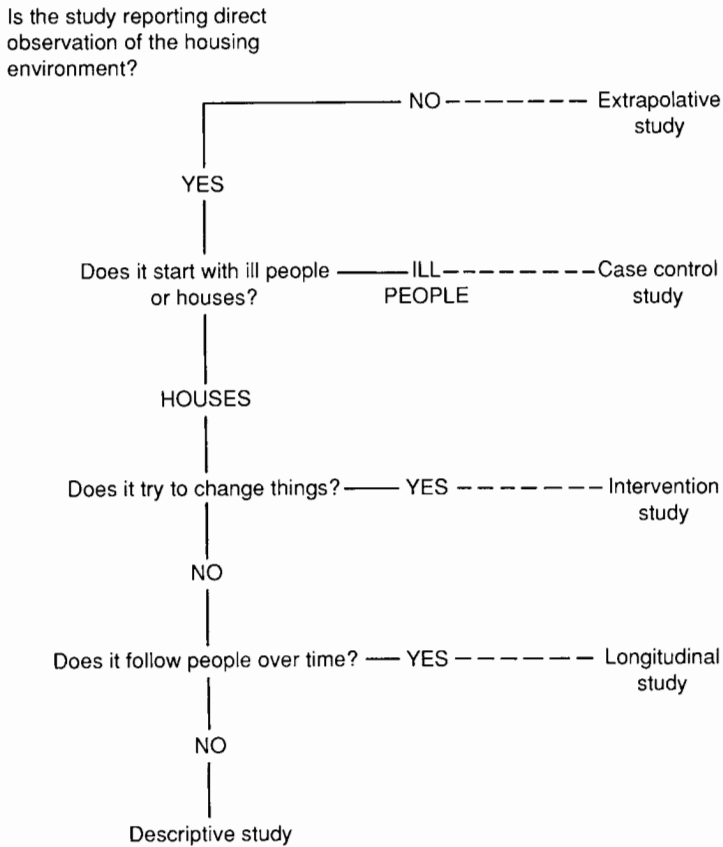 Is the study reporting direct
observation of the housing
environment?
NO
Extrapolative
study
YES
Does it start with ill people
or houses?
ILL
PEOPLE
Case control
study
HOUSES
Does it try to change things?
YES
Intervention
study
NO
Does it follow people over time?
YES
Longitudinal
study
NO
Descriptive study